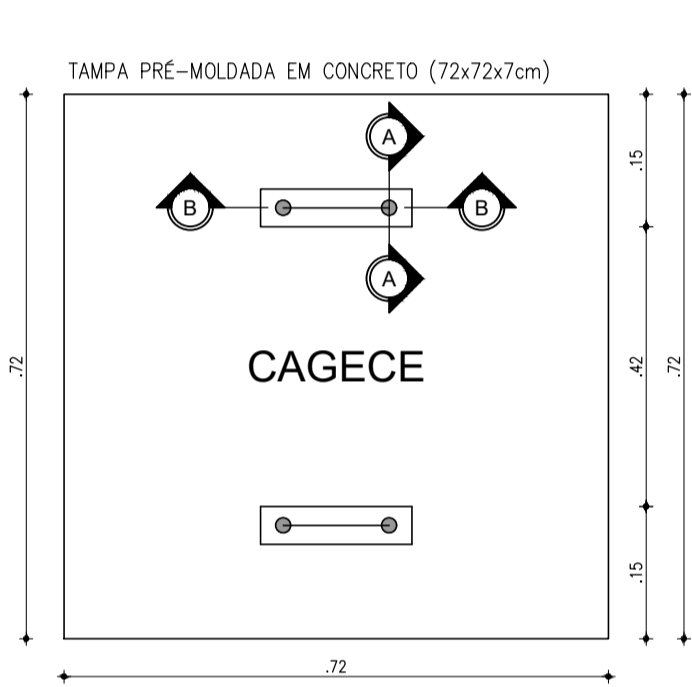 TAMPA PRÉ-MOLDADA EM CONCRETO (72x72x7cm)
A
.15
B
B
A
.72
CAGECE
.42
.72
.15
.72